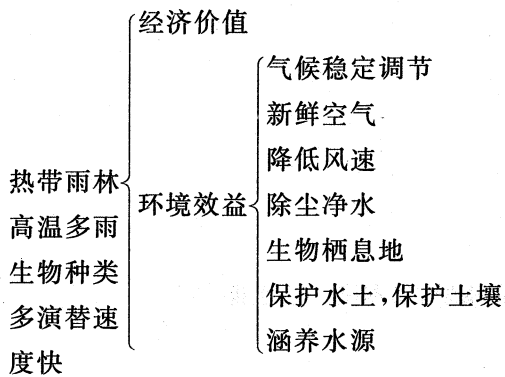 经济价值
气候稳定调节
新鲜空气
降低风速
热带雨林
环境效益
除尘净水
高温多雨
生物栖息地
生物种类
保护水土,保护土壤
多演替速
涵养水源
度快